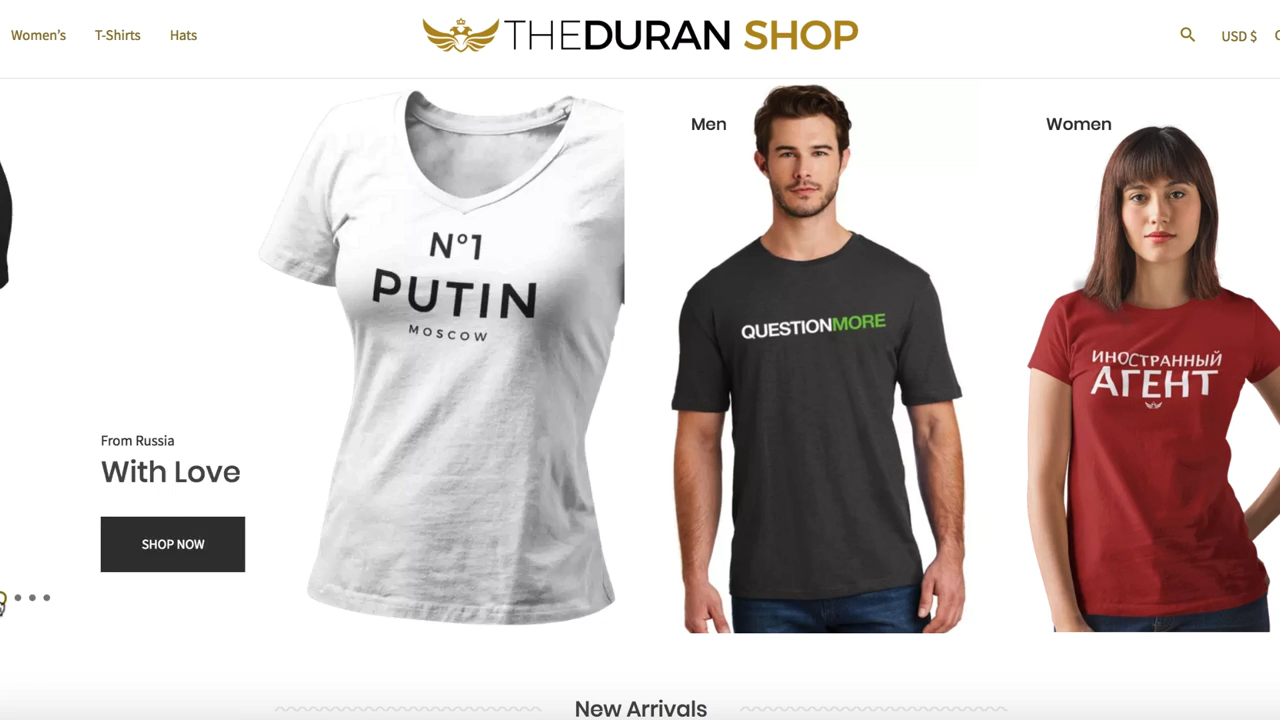 Women's T-Shirts Hats
THEDURAN SHOP
USD $
Nº1
PUTIN
MOSCOW
From Russia
With Love
SHOP NOW
Men
QUESTIONMORE
Women
ИНОСТРАННЫЙ
АГЕНТ
New Arrivals